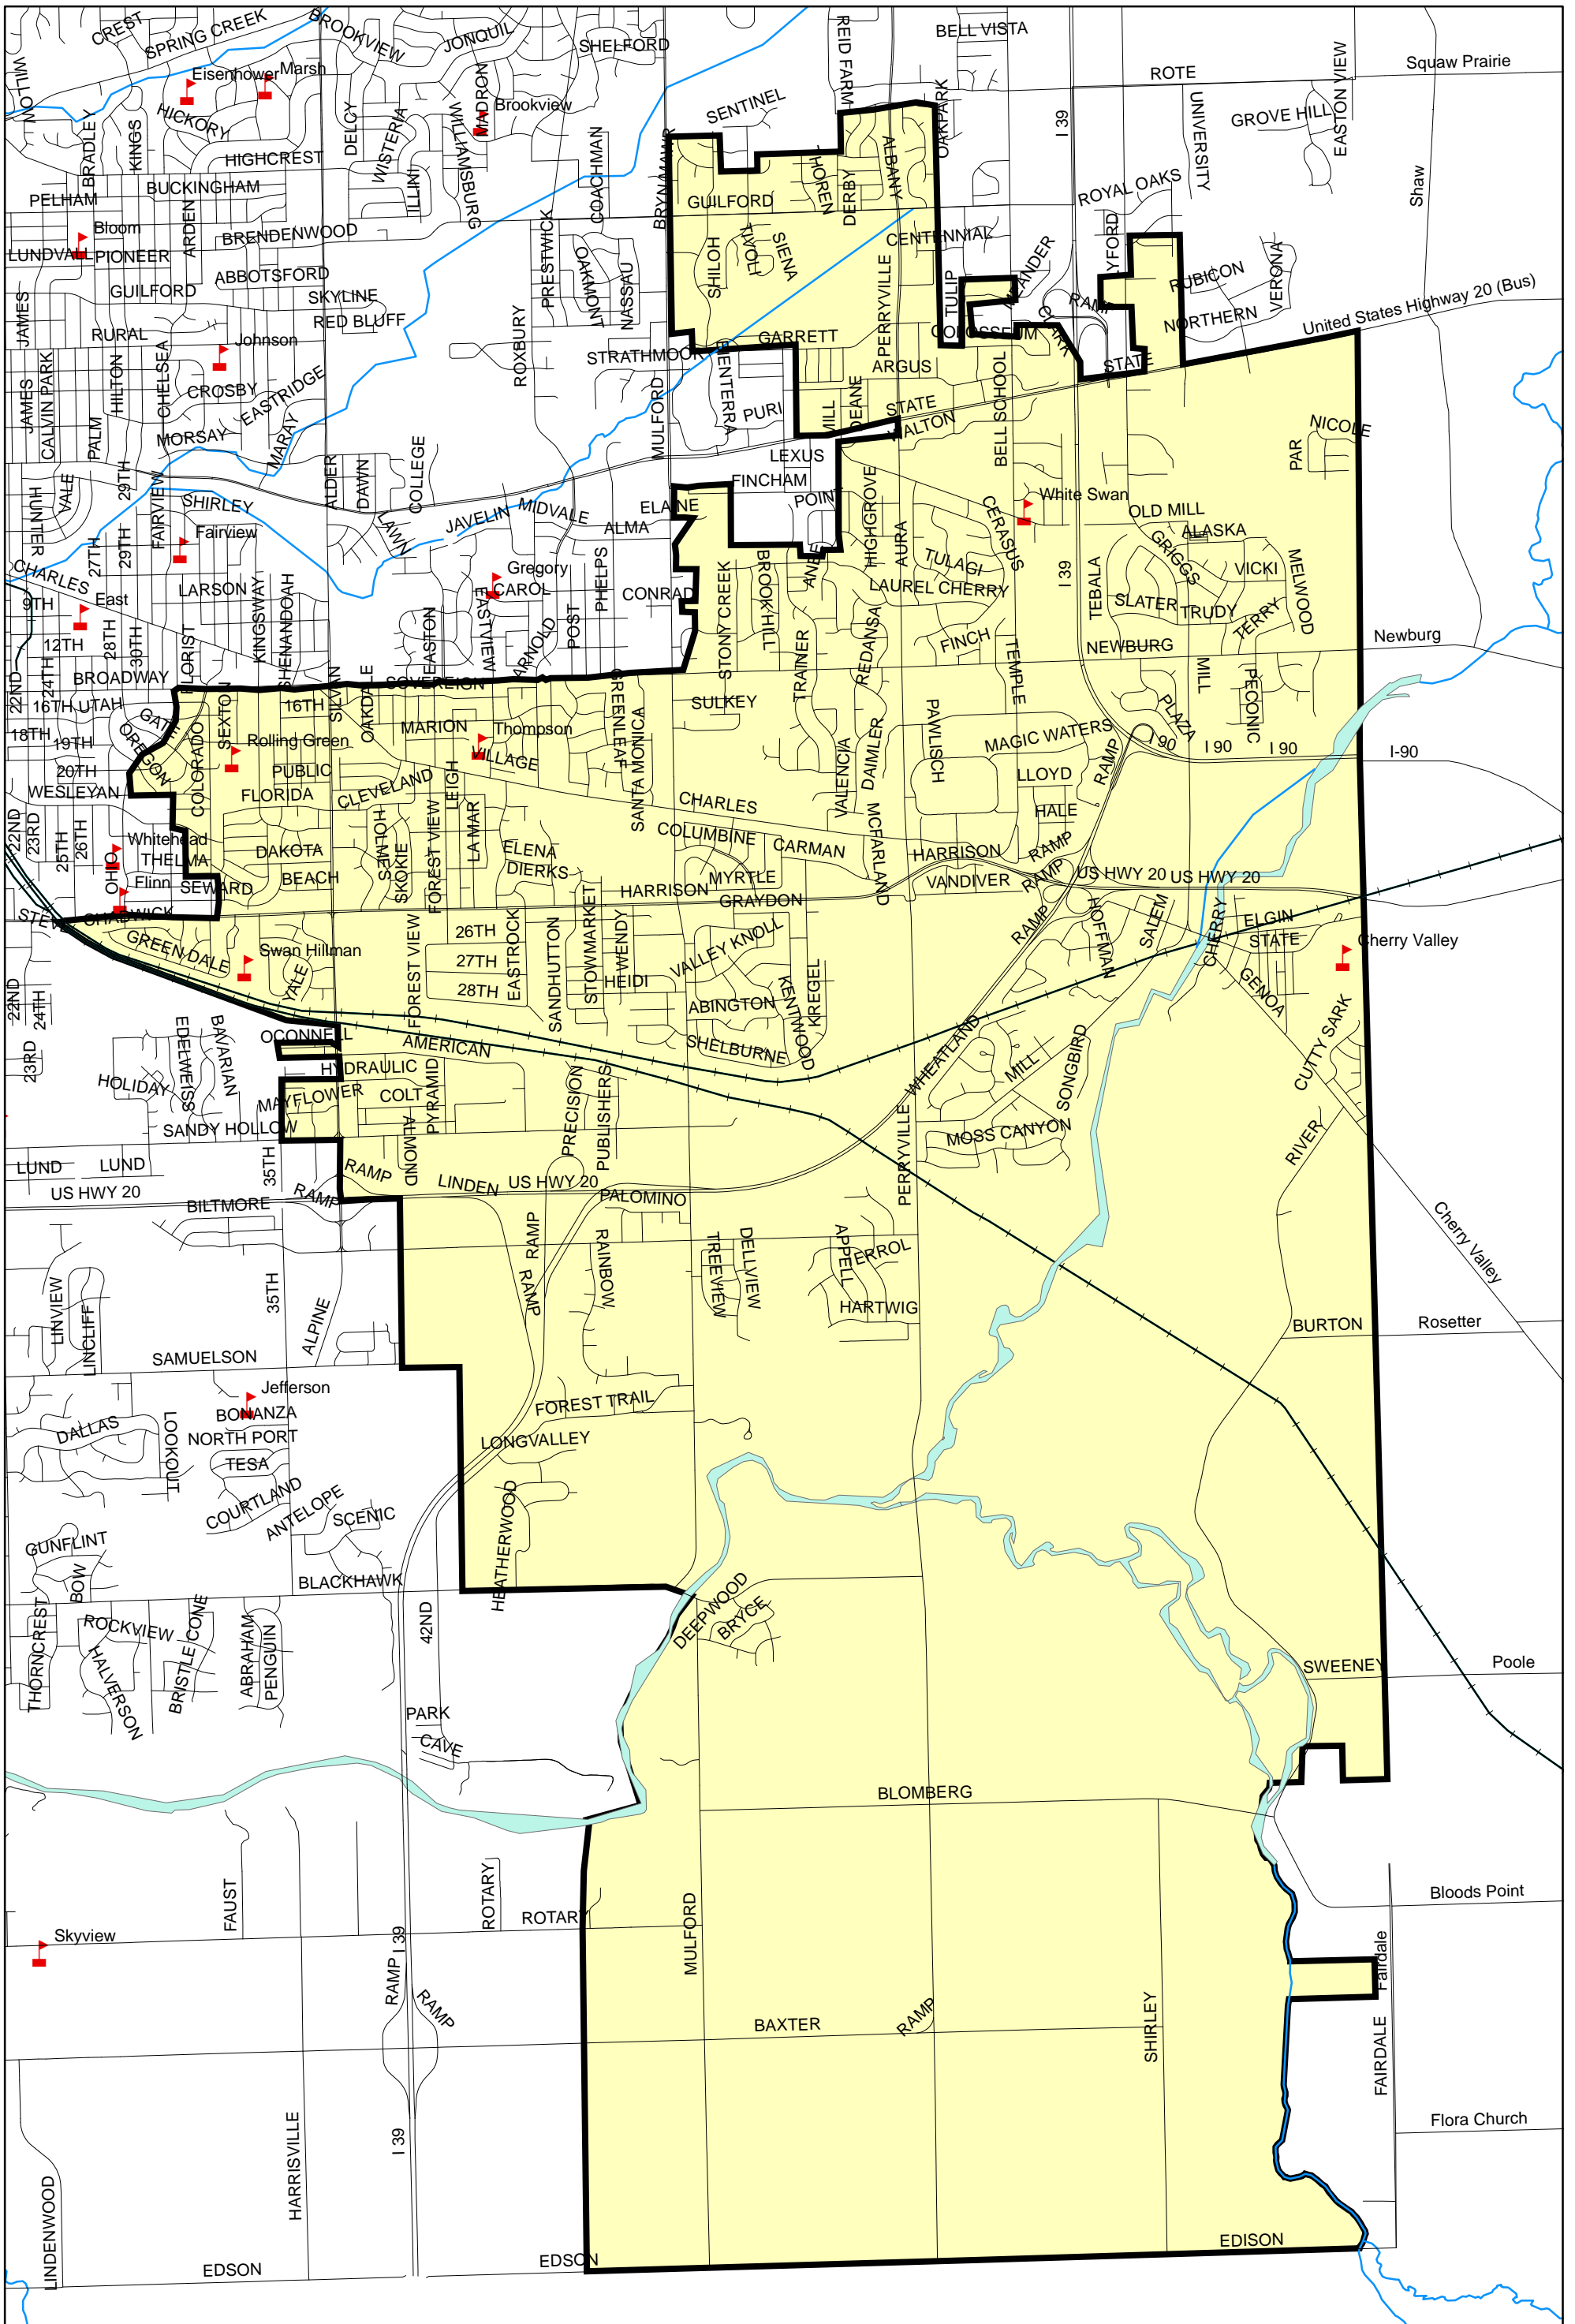 CREST
SPRING CREEK
BROOKVIEW
JONQUIL
SHELFORD
REID FARM
BELL VISTA
ROTE
Squaw Prairie
EASTON VIEW
WILLOW
Eisenhower
Marsh
MADRON
Brookview
SENTINEL
OAKPARK
I 39
UNIVERSITY
GROVE HILL
HICKORY
BRADLEY
KINGS
DELCY
WISTERIA
WILLIAMSBURG
COACHMAN
BRYN MAWR
HIGHCREST
THOREN
DERBY
ALBANY
Shaw
PELHAM
BUCKINGHAM
ILLINI
GUILFORD
ROYAL OAKS
Bloom
ARDEN
BRENDENWOOD
PRESTWICK
OAKMONT
NASSAU
SHILOH
TIVOLI
SIENA
CENTENNIAL
MEANDER
LYFORD
LUNDVALL
PIONEER
ABBOTSFORD
PERRYVILLE
TULIP
RUBICON
VERONA
GUILFORD
SKYLINE
RAMP
NORTHERN
United States Highway 20 (Bus)
JAMES
RURAL
RED BLUFF
ROXBURY
GARRETT
COLOSSEUM
CLARK
Johnson
STRATHMOOR
MULFORD
BIENTERRA
ARGUS
STATE
CALVIN PARK
JAMES
HILTON
CHELSEA
CROSBY
EASTRIDGE
BELL SCHOOL
PALM
MORSAY
MARAY
PURI
MILL
DEANE
STATE
WALTON
NICOLE
PAR
LEXUS
HUNTER
VALE
29TH
FAIRVIEW
SHIRLEY
ALDER
DAWN
COLLEGE
LAWN
JAVELIN
MIDVALE
ALMA
ELAINE
FINCHAM
POINT
HIGHGROVE
AURA
CERASUS
White Swan
OLD MILL
ALASKA
GRIGGS
27TH
29TH
Fairview
CHARLES
9TH
East
LARSON
KINGSWAY
SHENANDOAH
Gregory
CAROL
PHELPS
CONRAD
STONY CREEK
BROOK HILL
TULAGI
LAUREL CHERRY
I 39
TEBALA
VICKI
MELWOOD
SLATER
TRUDY
TERRY
12TH
28TH
30TH
FLORIST
EASTON
EASTVIEW
ARNOLD
POST
TRAINER
REDANSA
FINCH
TEMPLE
NEWBURG
Newburg
22ND
24TH
BROADWAY
SILVAN
OAKDALE
SOVEREIGN
GREENLEAF
MILL
PECONIC
16TH
UTAH
GATE
OREGON
COLORADO
SEXTON
16TH
MARION
Thompson
SANTA MONICA
SULKEY
PAWLISCH
PLAZA
18TH
19TH
Rolling Green
VILLAGE
DAIMLER
VALENCIA
MAGIC WATERS
I 90
I 90
I 90
I-90
20TH
WESLEYAN
PUBLIC
FLORIDA
CLEVELAND
LEIGH
LLOYD
RAMP
22ND
23RD
25TH
26TH
Whitehead
THELMA
HOLMES
SKOKIE
FOREST VIEW
LA MAR
CHARLES
HALE
COLUMBINE
CARMAN
MCFARLAND
HARRISON
RAMP
OHIO
Flinn
DAKOTA
BEACH
ELENA
DIERKS
MYRTLE
VANDIVER
RAMP
US HWY 20
US HWY 20
SEWARD
HARRISON
GRAYDON
CHADWICK
GREEN DALE
Swan Hillman
YALE
26TH
27TH
28TH
FOREST VIEW
EASTROCK
SANDHUTTON
STOWMARKET
WENDY
HEIDI
VALLEY KNOLL
KENTWOOD
KREGEL
RAMP
HOFFMAN
SALEM
CHERRY
ELGIN
STATE
Cherry Valley
GENOA
22ND
24TH
ABINGTON
SHELBURNE
23RD
EDELWEISS
BAVARIAN
OCONNELL
AMERICAN
WHEATLAND
CUTTY SARK
HOLIDAY
HYDRAULIC
MAYFLOWER
COLT
PYRAMID
PRECISION
PUBLISHERS
MILL
SONGBIRD
SANDY HOLLOW
ALMOND
MOSS CANYON
RIVER
LUND
LUND
35TH
RAMP
LINDEN
US HWY 20
PALOMINO
PERRYVILLE
US HWY 20
BILTMORE
RAMP
Cherry Valley
RAMP
RAINBOW
TREEVIEW
DELLVIEW
APPELL
ERROL
LINVIEW
LINCLIFF
35TH
ALPINE
RAMP
HARTWIG
BURTON
Rosetter
SAMUELSON
Jefferson
BONANZA
FOREST TRAIL
DALLAS
LOOKOUT
NORTH PORT
LONGVALLEY
TESA
COURTLAND
ANTELOPE
SCENIC
HEATHERWOOD
GUNFLINT
BOW
BLACKHAWK
42ND
DEEPWOOD
BRYCE
THORNCREST
ROCKVIEW
HALVERSON
BRISTLE CONE
ABRAHAM
PENGUIN
SWEENEY
Poole
PARK
CAVE
BLOMBERG
FAUST
ROTARY
ROTARY
MULFORD
Bloods Point
Skyview
I 39
RAMP
RAMP
Fairdale
BAXTER
RAMP
SHIRLEY
FAIRDALE
HARRISVILLE
I 39
Flora Church
LINDENWOOD
EDSON
EDSON
EDISON